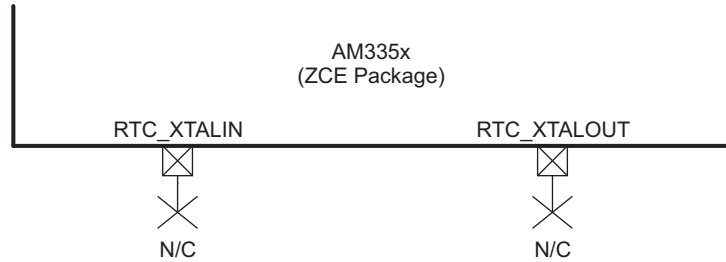 AM335x
(ZCE Package)
RTC_XTALIN
RTC_XTALOUT
N/C
N/C